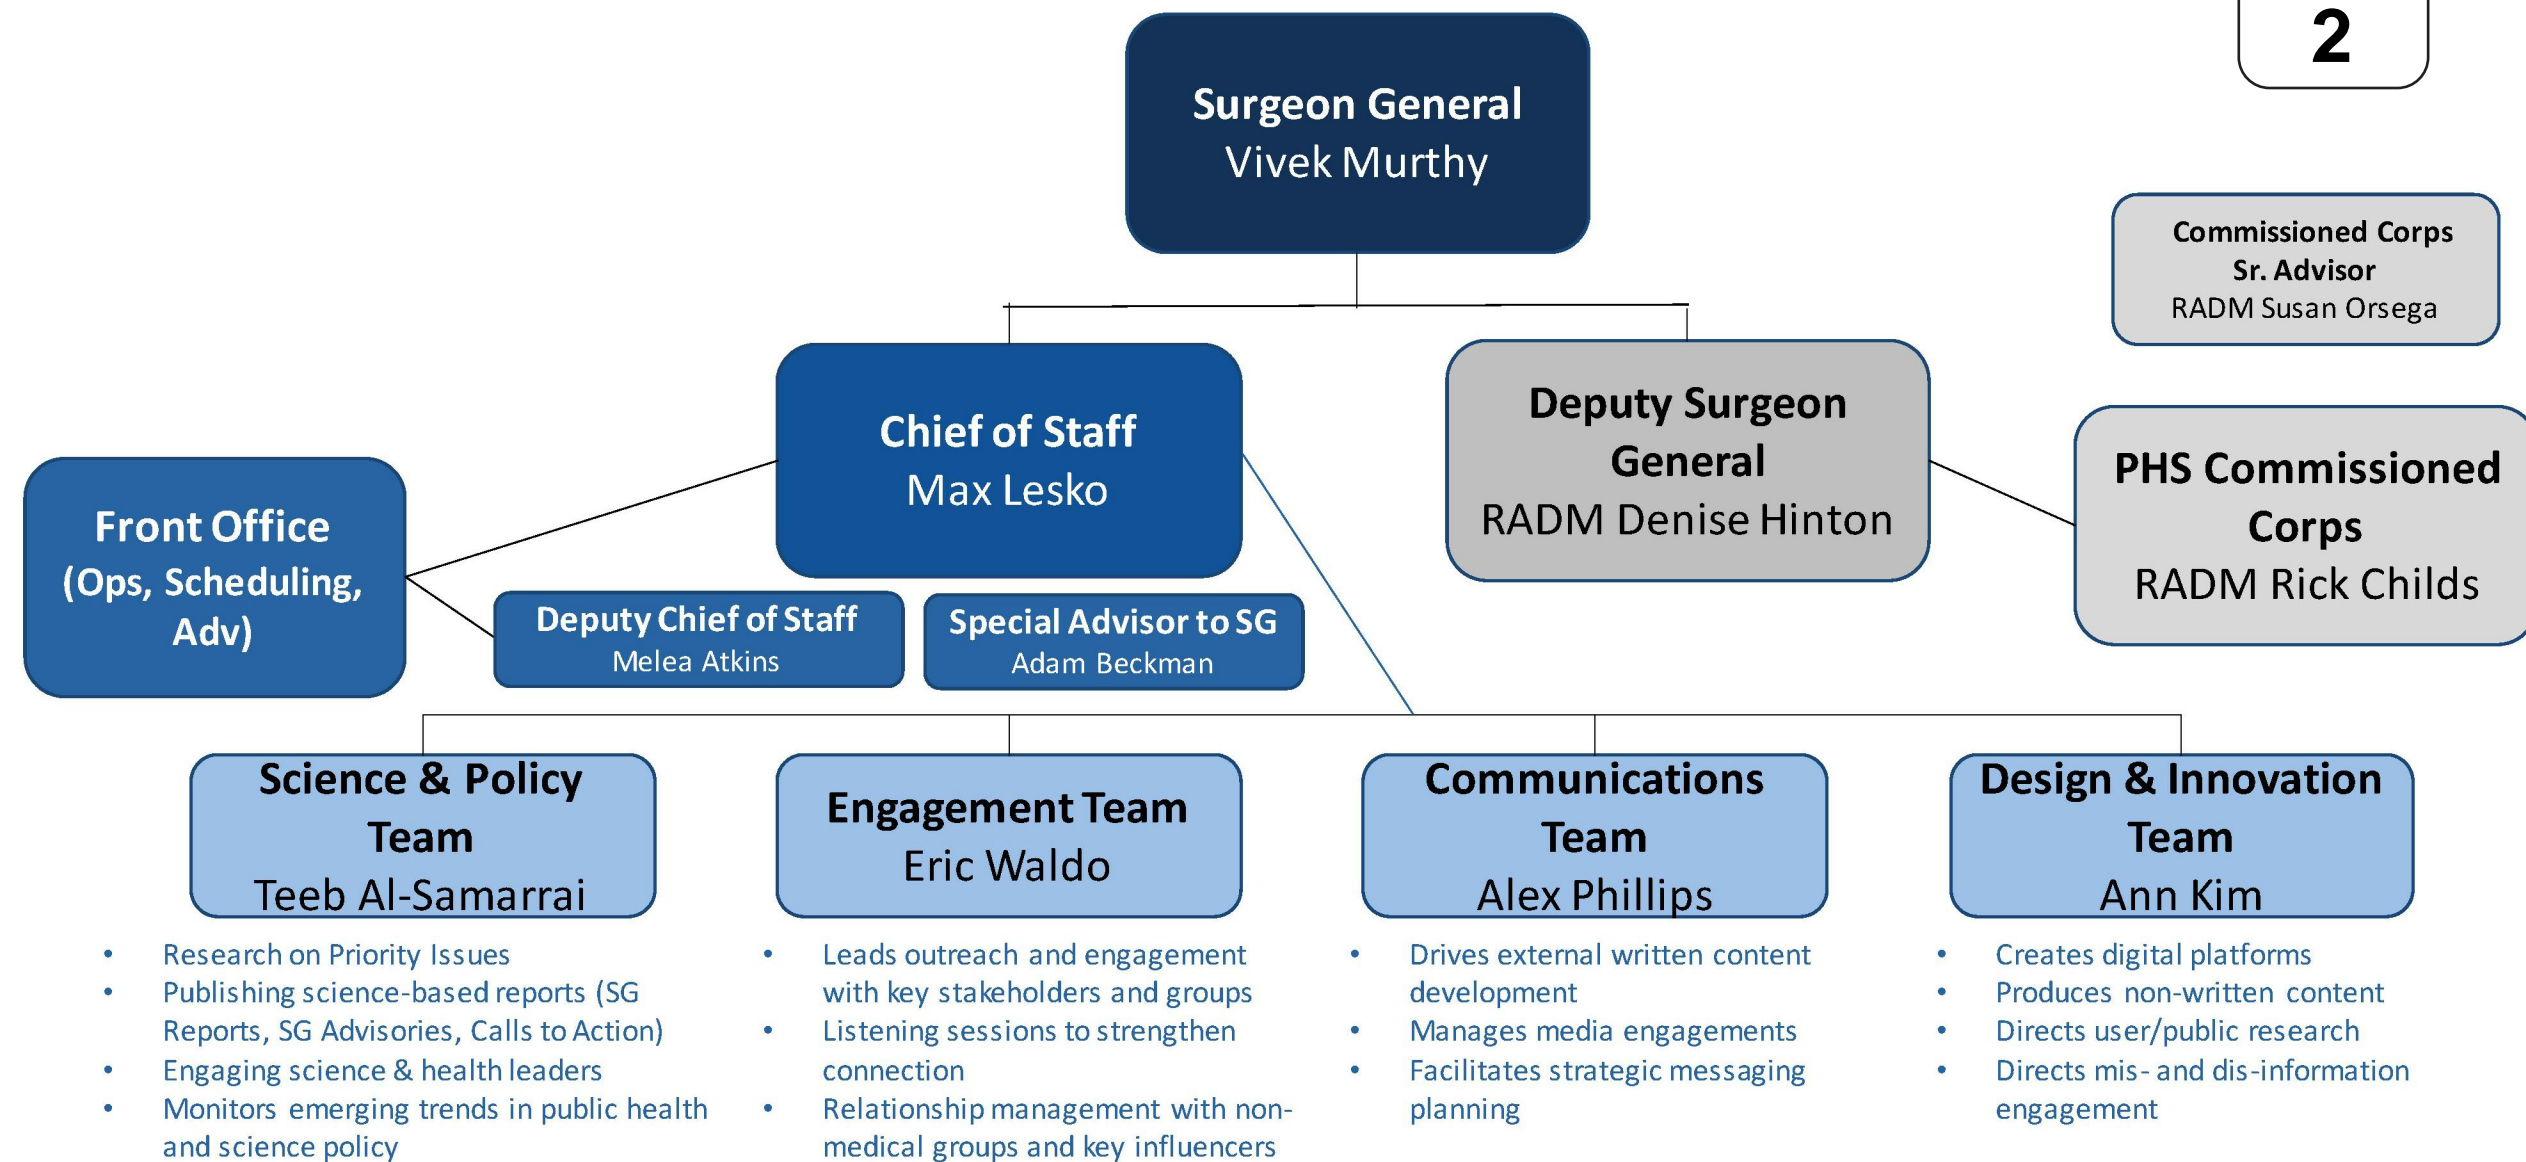 2
Surgeon General
Vivek Murthy
Commissioned Corps
Sr. Advisor
RADM Susan Orsega
Chief of Staff
Max Lesko
Deputy Surgeon
General
RADM Denise Hinton
PHS Commissioned
Corps
RADM Rick Childs
Front Office
(Ops, Scheduling,
Adv)
Deputy Chief of Staff
Melea Atkins
Special Advisor to SG
Adam Beckman
Science & Policy
Team
Teeb Al-Samarrai
• Research on Priority Issues
• Publishing science-based reports (SG
Reports, SG Advisories, Calls to Action)
• Engaging science & health leaders
• Monitors emerging trends in public health
and science policy
Engagement Team
Eric Waldo
• Leads outreach and engagement
with key stakeholders and groups
• Listening sessions to strengthen
connection
• Relationship management with non-
medical groups and key influencers
Communications
Team
Alex Phillips
• Drives external written content
development
• Manages media engagements
• Facilitates strategic messaging
planning
Design & Innovation
Team
Ann Kim
• Creates digital platforms
• Produces non-written content
• Directs user/public research
• Directs mis- and dis-information
engagement